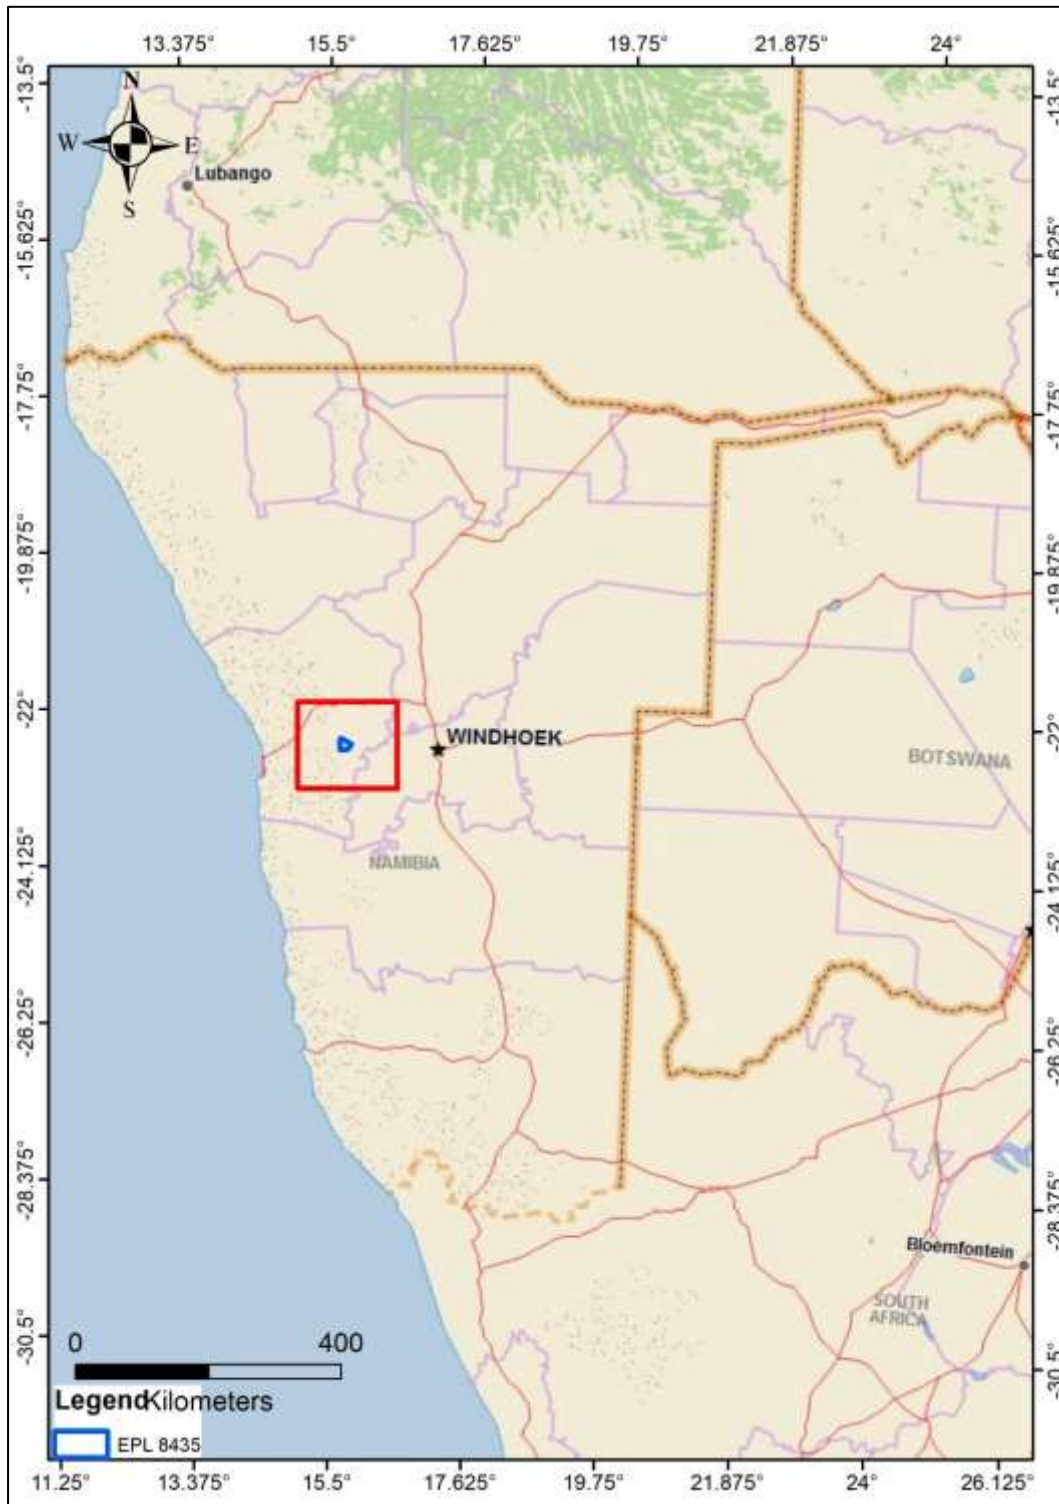 13.375° 15.5° 17.625° 19.75° 21.875° 24°
-13.5°
-13.5°
N
W
E
S
Lubango
-15.625°
-15.625°
-17.75°
-17.75°
-19.875°
-19.875°
-22°
-22°
WINDHOEK
BOTSWANA
NAMIBIA
-24.125°
-24.125°
-26.25°
-26.25°
-28.375°
-28.375°
Bloemfontein
SOUTH
AFRICA
-30.5°
-30.5°
0 400
Legend Kilometers
EPL 8435
11.25° 13.375° 15.5° 17.625° 19.75° 21.875° 24° 26.125°